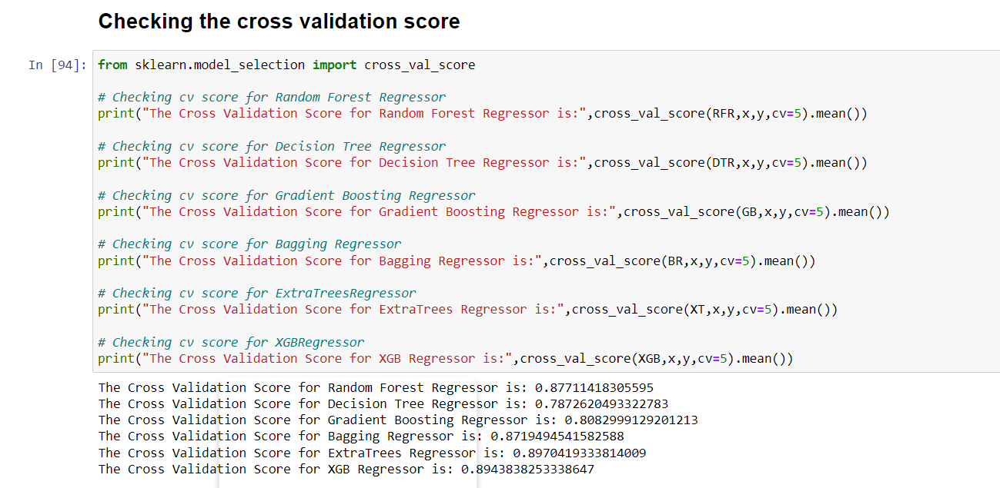 Checking the cross validation score
In [94]: from sklearn.model_selection import cross_val_score
# Checking cv score for Random Forest Regressor
print("The Cross Validation Score for Random Forest Regressor is:",cross_val_score(RFR,x,y,cv=5).mean())
# Checking cv score for Decision Tree Regressor
print("The Cross Validation Score for Decision Tree Regressor is:",cross_val_score(DTR,x,y,cv=5).mean())
# Checking cv score for Gradient Boosting Regressor
print("The Cross Validation Score for Gradient Boosting Regressor is:",cross_val_score(GB,x,y,cv=5).mean())
# Checking cv score for Bagging Regressor
print("The Cross Validation Score for Bagging Regressor is:",cross_val_score(BR,x,y,cv=5).mean())
# Checking cv score for ExtraTreesRegressor
print("The Cross Validation Score for ExtraTrees Regressor is:",cross_val_score(XT,x,y,cv=5).mean())
# Checking cv score for XGBRegressor
print("The Cross Validation Score for XGB Regressor is:",cross_val_score(XGB,x,y,cv=5).mean())
The Cross Validation Score for Random Forest Regressor is: 0.87711418305595
The Cross Validation Score for Decision Tree Regressor is: 0.7872620493322783
The Cross Validation Score for Gradient Boosting Regressor is: 0.8082999129201213
The Cross Validation Score for Bagging Regressor is: 0.8719494541582588
The Cross Validation Score for ExtraTrees Regressor is: 0.8970419333814009
The Cross Validation Score for XGB Regressor is: 0.8943838253338647